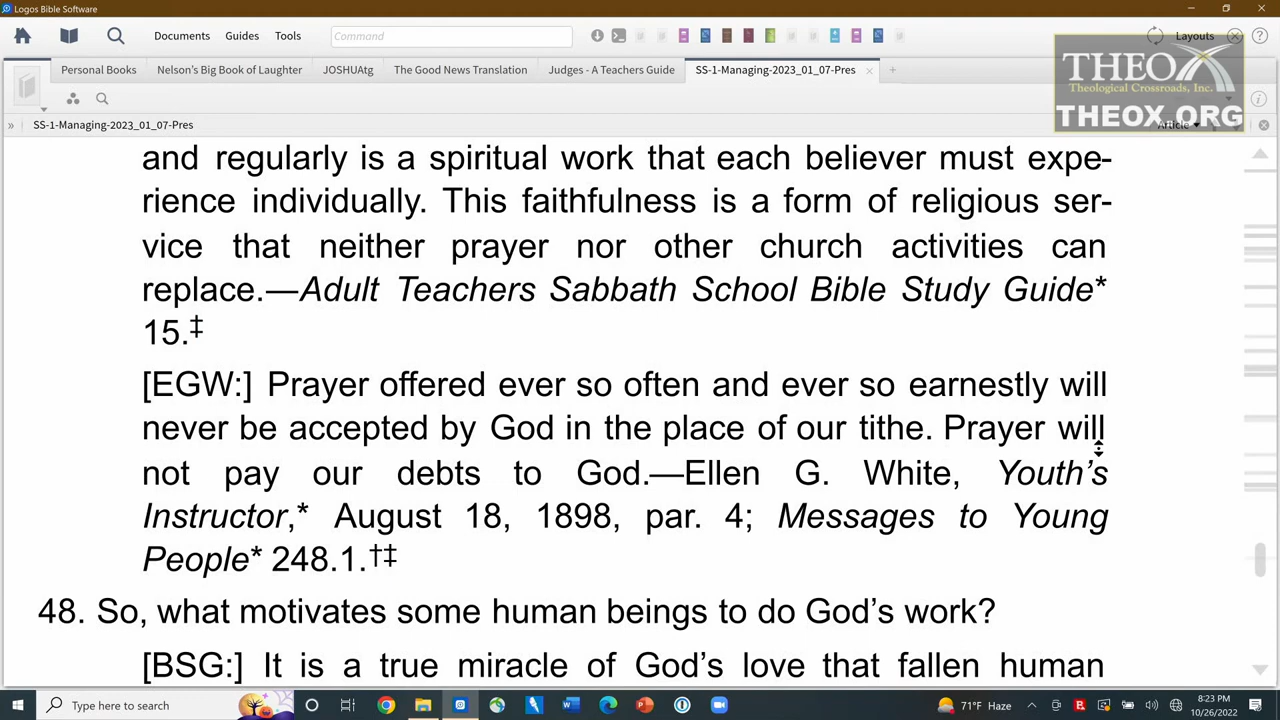 Logos Bible Software
Documents Guides Tools Command Layouts
THEOX
Theological Crossroads, Inc.
THEOX.ORG
Personal Books Nelson's Big Book of Laughter JOSHUAtg The Good News Translation Judges - A Teachers Guide SS-1-Managing-2023_01_07-Pres
SS-1-Managing-2023_01_07-Pres Article
and regularly is a spiritual work that each believer must expe-
rience individually. This faithfulness is a form of religious ser-
vice that neither prayer nor other church activities can
replace.—Adult Teachers Sabbath School Bible Study Guide*
15.‡
[EGW:] Prayer offered ever so often and ever so earnestly will
never be accepted by God in the place of our tithe. Prayer will
not pay our debts to God.—Ellen G. White, Youth's
Instructor,* August 18, 1898, par. 4; Messages to Young
People* 248.1.†‡
48. So, what motivates some human beings to do God's work?
[BSG:] It is a true miracle of God's love that fallen human
Type here to search
71°F Haze
8:23 PM
10/26/2022